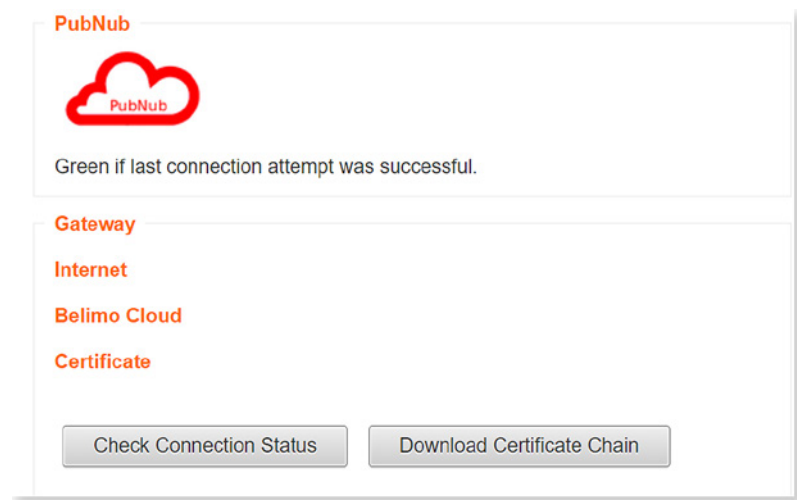 PubNub
PubNub
Green if last connection attempt was successful.
Gateway
Internet
Belimo Cloud
Certificate
Check Connection Status
Download Certificate Chain